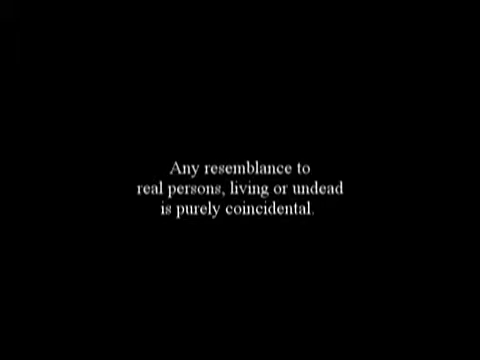 Any resemblance to
real persons, living or undead
is purely coincidental.